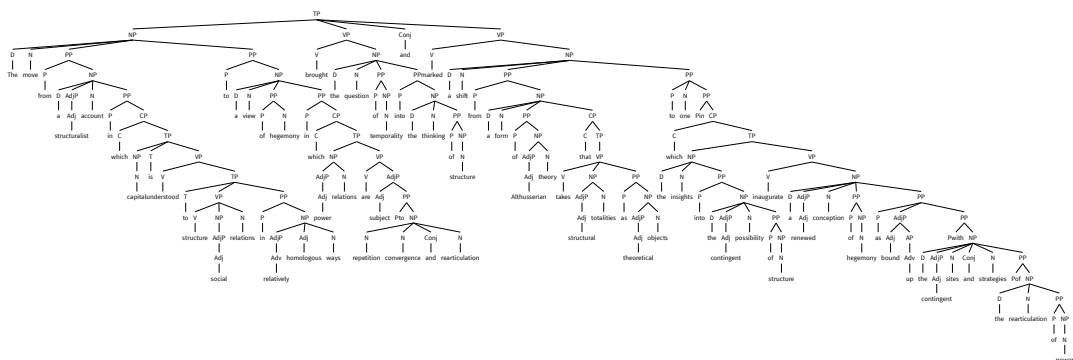 TP
NP VP Conj VP
D N PP PP V NP and V NP
The move P NP P NP brought D N PP PPmarked D N PP PP
from D AdjP N PP to D N PP PP the question P NP P NP a shift P NP P N PP
a Adj account P CP a view P N P CP of N into D N PP from D N PP CP to one Pin CP
structuralist in C TP of hegemony in C TP temporality the thinking P NP a form P NP C TP C TP
which NP T VP which NP VP of N of AdjP N that VP which NP VP
N is V TP AdjP N V AdjP structure Adj theory V NP PP D N PP V NP
capitalunderstood T VP PP Adj relations are Adj PP Althusserian takes AdjP N P NP the insights P NP inaugurate D AdjP N PP PP
to V NP N P NP power subject Pto NP Adj totalities as AdjP N into D AdjP N PP a Adj conception P NP P AdjP PP
structure AdjP relations in AdjP Adj N N N Conj N structural Adj objects the Adj possibility P NP renewed of N as Adj AP Pwith NP
Adj Adv homologous ways repetition convergence and rearticulation theoretical contingent of N hegemony bound Adv D AdjP N Conj N PP
social relatively structure up the Adj sites and strategies Pof NP
contingent D N PP
the rearticulation P NP
of N